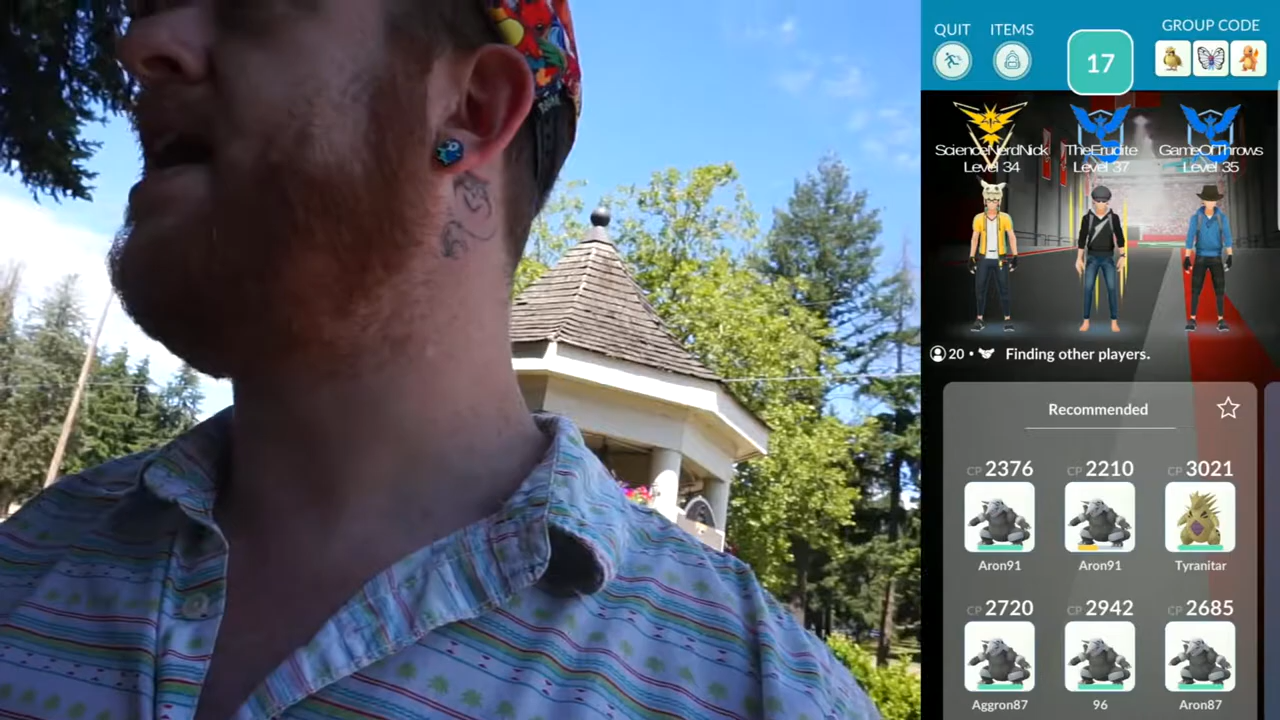 QUIT ITEMS 17 GROUP CODE
ScienceNerdNick TheErudite GameOfThrows
Level 34 Level 37 Level 35
20 • Finding other players.
Recommended
CP 2376 CP 2210 CP 3021
Aron91 Aron91 Tyranitar
CP 2720 CP 2942 CP 2685
Aggron87 96 Aron87